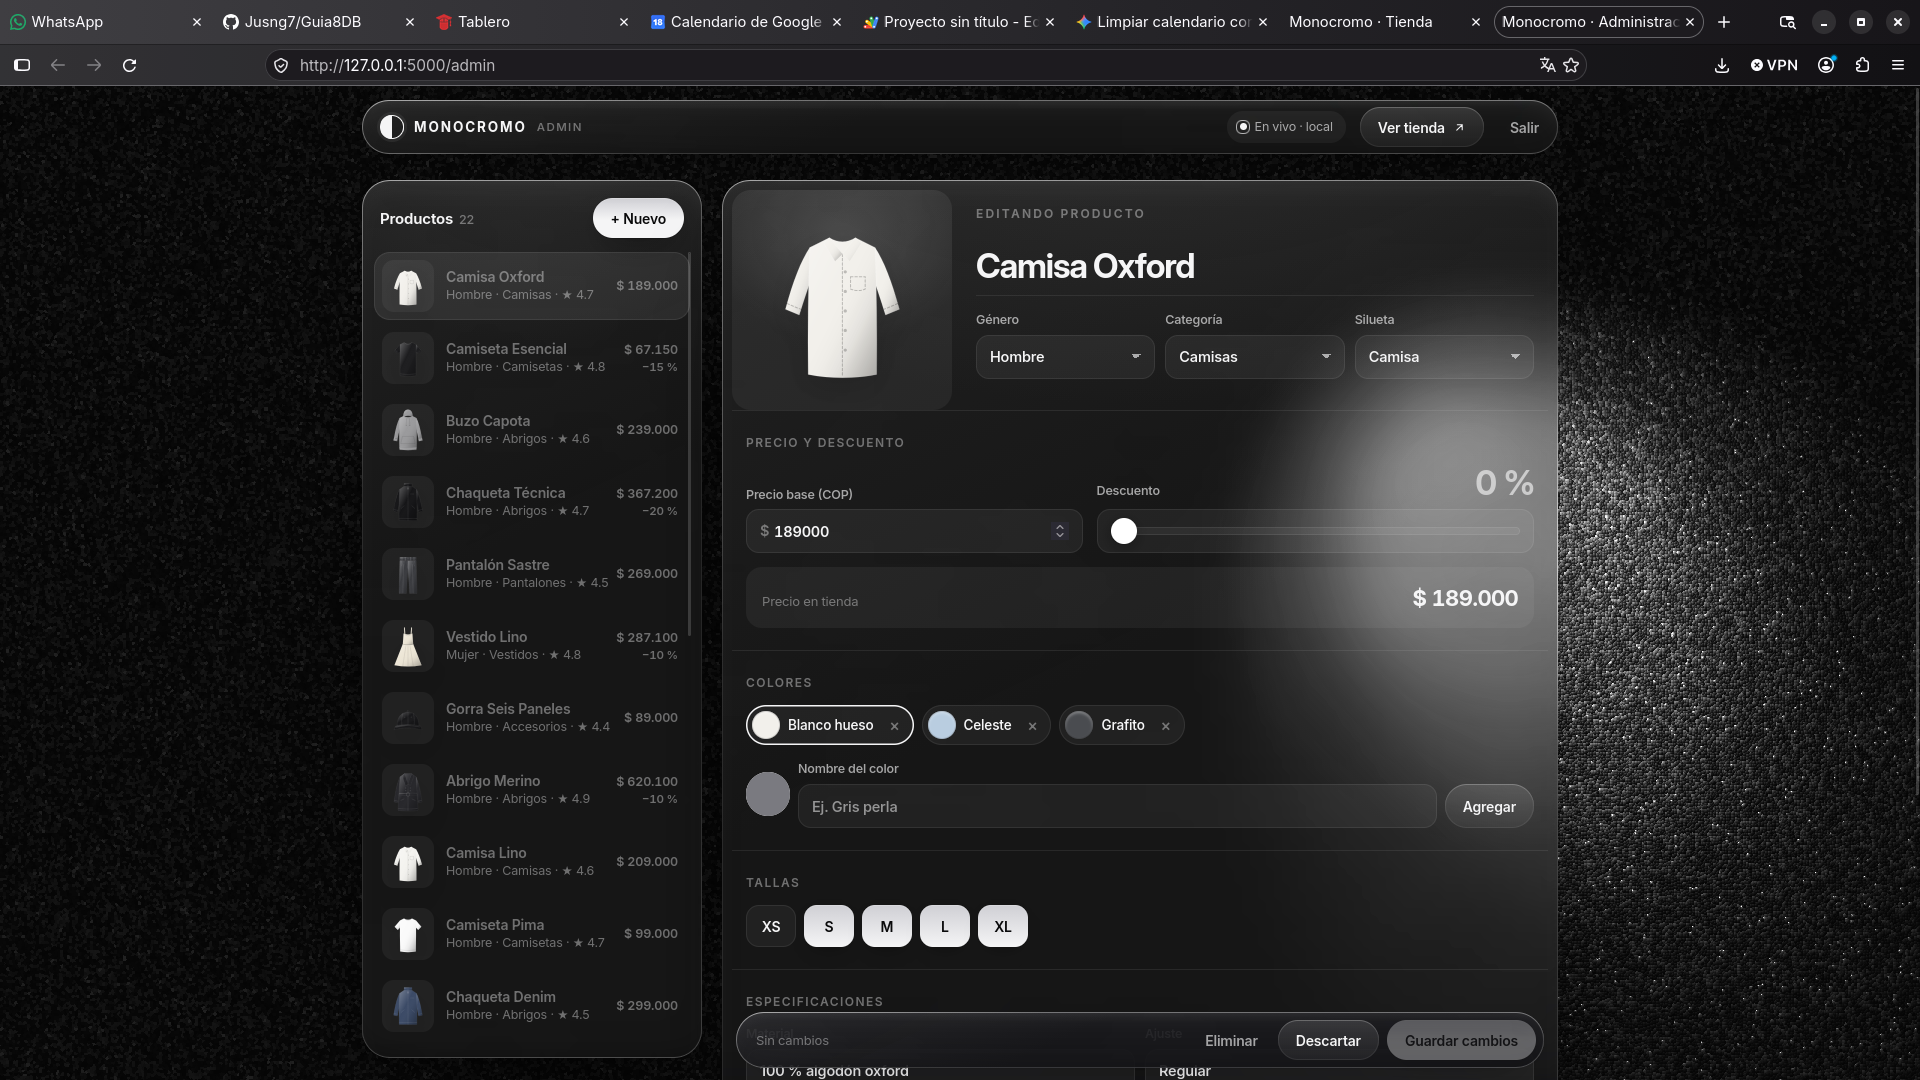 WhatsApp
Jusng7/Guia8DB
Tablero
Calendario de Google
Proyecto sin título - Ec
Limpiar calendario cor
Monocromo · Tienda
Monocromo · Administrac
http://127.0.0.1:5000/admin
VPN
MONOCROMO ADMIN
En vivo · local
Ver tienda ↗
Salir
Productos 22
+ Nuevo
Camisa Oxford
$ 189.000
Hombre · Camisas · ★ 4.7
Camiseta Esencial
$ 67.150
Hombre · Camisetas · ★ 4.8
−15 %
Buzo Capota
$ 239.000
Hombre · Abrigos · ★ 4.6
Chaqueta Técnica
$ 367.200
Hombre · Abrigos · ★ 4.7
−20 %
Pantalón Sastre
$ 269.000
Hombre · Pantalones · ★ 4.5
Vestido Lino
$ 287.100
Mujer · Vestidos · ★ 4.8
−10 %
Gorra Seis Paneles
$ 89.000
Hombre · Accesorios · ★ 4.4
Abrigo Merino
$ 620.100
Hombre · Abrigos · ★ 4.9
−10 %
Camisa Lino
$ 209.000
Hombre · Camisas · ★ 4.6
Camiseta Pima
$ 99.000
Hombre · Camisetas · ★ 4.7
Chaqueta Denim
$ 299.000
Hombre · Abrigos · ★ 4.5
EDITANDO PRODUCTO
Camisa Oxford
Género
Categoría
Silueta
Hombre
Camisas
Camisa
PRECIO Y DESCUENTO
Precio base (COP)
Descuento
0 %
$ 189000
Precio en tienda
$ 189.000
COLORES
Blanco hueso ×
Celeste ×
Grafito ×
Nombre del color
Ej. Gris perla
Agregar
TALLAS
XS
S
M
L
XL
ESPECIFICACIONES
Material
Ajuste
Sin cambios
Eliminar
Descartar
Guardar cambios
100 % algodón oxford
Regular